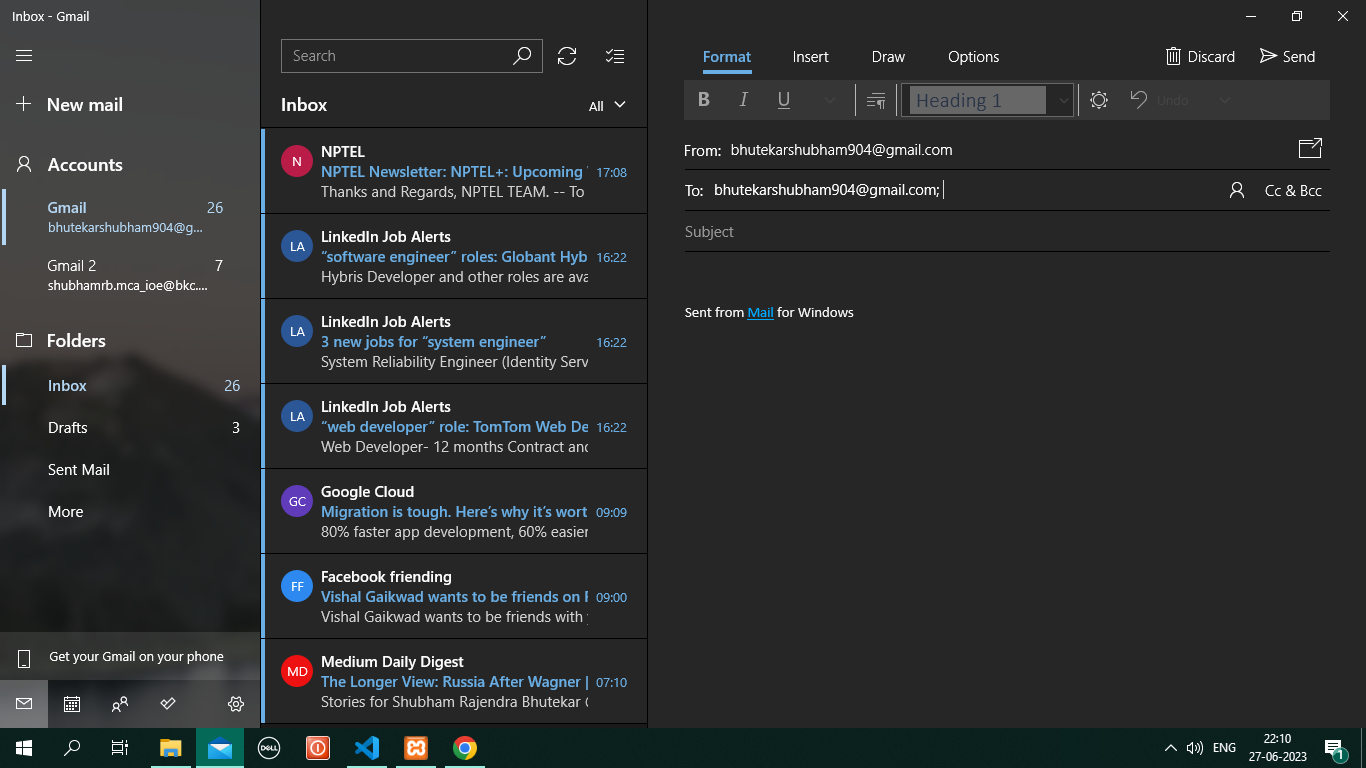 Inbox - Gmail
New mail
Accounts
Gmail 26
bhutekarshubham904@g...
Gmail 2 7
shubhamrb.mca_ioe@bkc....
Folders
Inbox 26
Drafts 3
Sent Mail
More
Get your Gmail on your phone
Search
Inbox All
N NPTEL
NPTEL Newsletter: NPTEL+: Upcoming 17:08
Thanks and Regards, NPTEL TEAM. -- To
LA LinkedIn Job Alerts
“software engineer” roles: Globant Hyb 16:22
Hybris Developer and other roles are ava
LA LinkedIn Job Alerts
3 new jobs for “system engineer” 16:22
System Reliability Engineer (Identity Serv
LA LinkedIn Job Alerts
“web developer” role: TomTom Web De 16:22
Web Developer- 12 months Contract and
GC Google Cloud
Migration is tough. Here’s why it’s wort 09:09
80% faster app development, 60% easier
FF Facebook friending
Vishal Gaikwad wants to be friends on F 09:00
Vishal Gaikwad wants to be friends with
MD Medium Daily Digest
The Longer View: Russia After Wagner | 07:10
Stories for Shubham Rajendra Bhutekar
Format Insert Draw Options Discard Send
B I U Heading 1 Undo
From: bhutekarshubham904@gmail.com
To: bhutekarshubham904@gmail.com; Cc & Bcc
Subject
Sent from Mail for Windows
DELL
ENG 22:10
27-06-2023
1